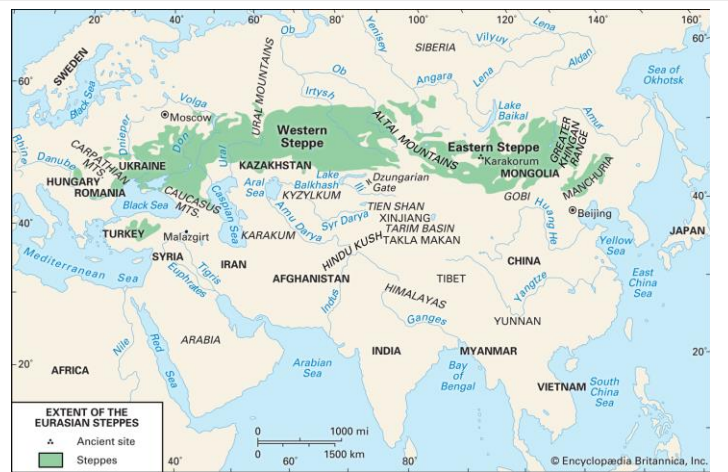 20°
40°
60°
80°
100°
120°
140°
160°
60°
40°
20°
60°
40°
20°
40°
60°
80°
100°
120°
SWEDEN
Black Sea
Ob
Yenisey
Vilyuy
Lena
SIBERIA
Aldan
Sea of
Okhotsk
URAL MOUNTAINS
Ob
Irtysh
Angara
Lena
Volga
Moscow
Lake
Baikal
Amur
Rhine
Dnieper
Don
Western
Steppe
ALTAI MOUNTAINS
Eastern Steppe
Karakorum
GREATER
KHINGAN
RANGE
Danube
CARPATHIAN
MTS.
UKRAINE
KAZAKHSTAN
MONGOLIA
MANCHURIA
HUNGARY
ROMANIA
CAUCASUS
MTS.
Aral
Sea
Lake
Balkhash
Ili
Dzungarian
Gate
GOBI
Black Sea
Caspian Sea
KYZYLKUM
TIEN SHAN
Huang He
Beijing
TURKEY
Malazgirt
Amu Darya
Syr Darya
XINJIANG
TARIM BASIN
TAKLA MAKAN
JAPAN
KARAKUM
Yellow
Sea
Mediterranean Sea
SYRIA
Tigris
Euphrates
IRAN
HINDU KUSH
AFGHANISTAN
CHINA
East
China
Sea
TIBET
Indus
HIMALAYAS
Yangtze
Ganges
YUNNAN
Nile
Red
Sea
ARABIA
Arabian
Sea
INDIA
MYANMAR
AFRICA
Bay
of
Bengal
VIETNAM
South
China
Sea
EXTENT OF THE
EURASIAN STEPPES
Ancient site
Steppes
0 1000 mi
0 1500 km
© Encyclopædia Britannica, Inc.